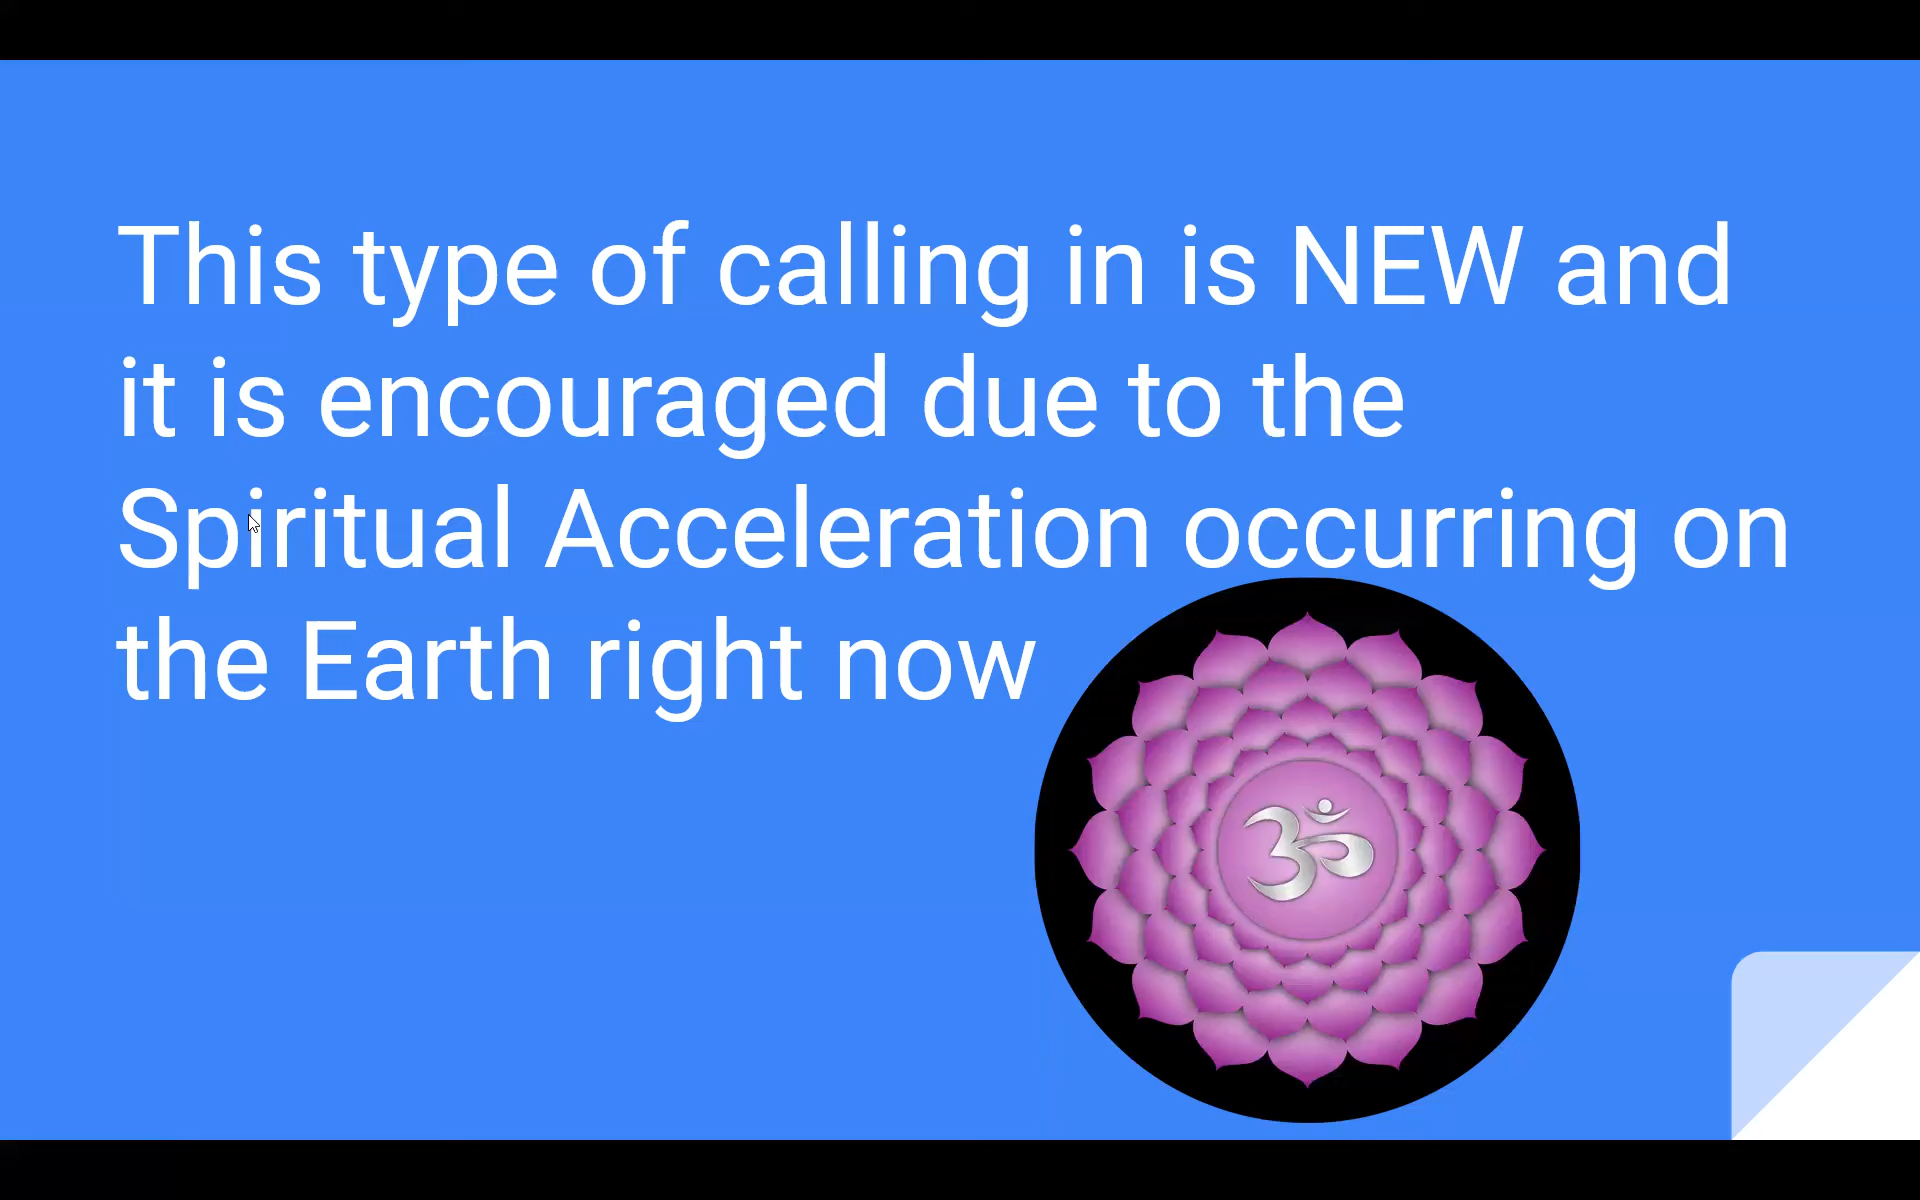 This type of calling in is NEW and
it is encouraged due to the
Spiritual Acceleration occurring on
the Earth right now
ॐ